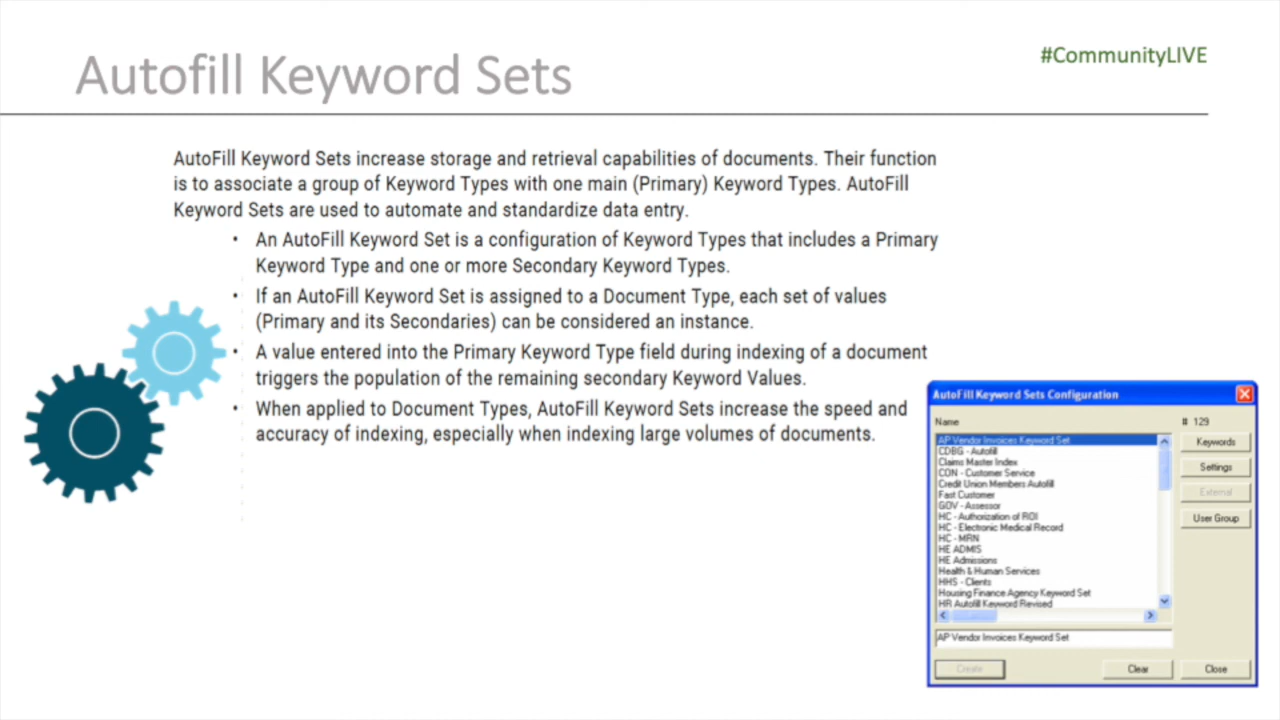 Autofill Keyword Sets
#CommunityLIVE
AutoFill Keyword Sets increase storage and retrieval capabilities of documents. Their function
is to associate a group of Keyword Types with one main (Primary) Keyword Types. AutoFill
Keyword Sets are used to automate and standardize data entry.
• An AutoFill Keyword Set is a configuration of Keyword Types that includes a Primary
Keyword Type and one or more Secondary Keyword Types.
• If an AutoFill Keyword Set is assigned to a Document Type, each set of values
(Primary and its Secondaries) can be considered an instance.
• A value entered into the Primary Keyword Type field during indexing of a document
triggers the population of the remaining secondary Keyword Values.
• When applied to Document Types, AutoFill Keyword Sets increase the speed and
accuracy of indexing, especially when indexing large volumes of documents.
AutoFill Keyword Sets Configuration
Name
# 129
AP Vendor Invoices Keyword Set
CDBG - Autofill
Claims Master Index
CON - Customer Service
Credit Union Members Autofill
Fast Customer
GOV - Assessor
HC - Authorization of ROI
HC - Electronic Medical Record
HC - MRN
HE ADMIS
HE Admissions
Health & Human Services
HHS - Clients
Housing Finance Agency Keyword Set
HR Autofill Keyword Revised
Keywords
Settings
External
User Group
AP Vendor Invoices Keyword Set
Create
Clear
Close